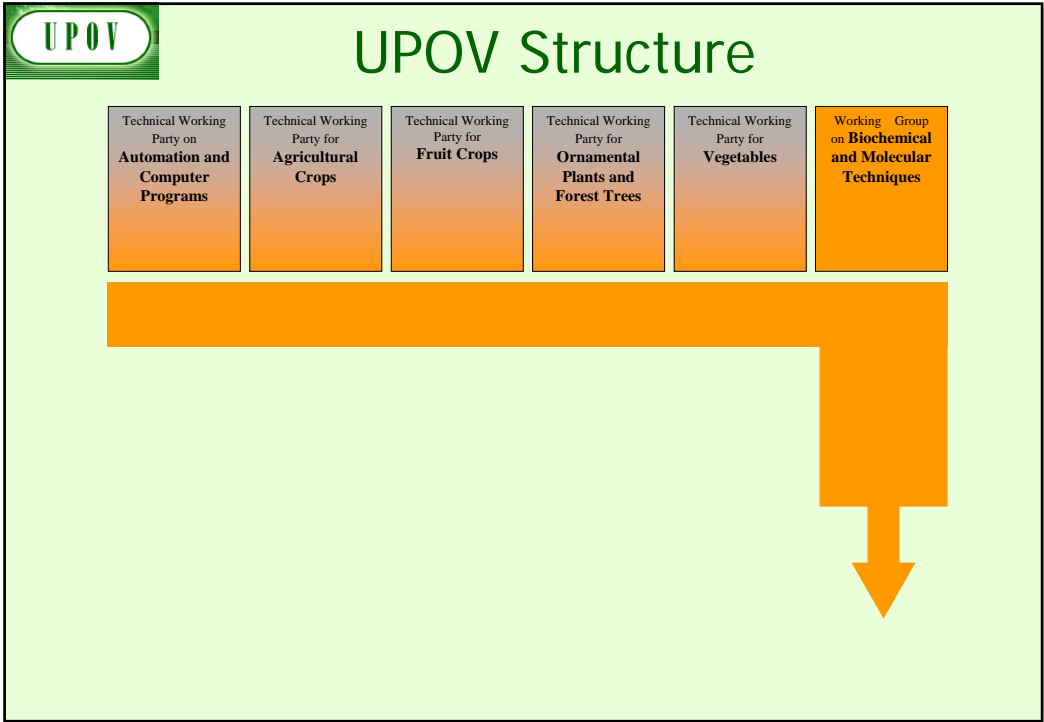 UPOV
UPOV Structure
Technical Working
Party on
Automation and
Computer
Programs
Technical Working
Party for
Agricultural
Crops
Technical Working
Party for
Fruit Crops
Technical Working
Party for
Ornamental
Plants and
Forest Trees
Technical Working
Party for
Vegetables
Working Group
on Biochemical
and Molecular
Techniques